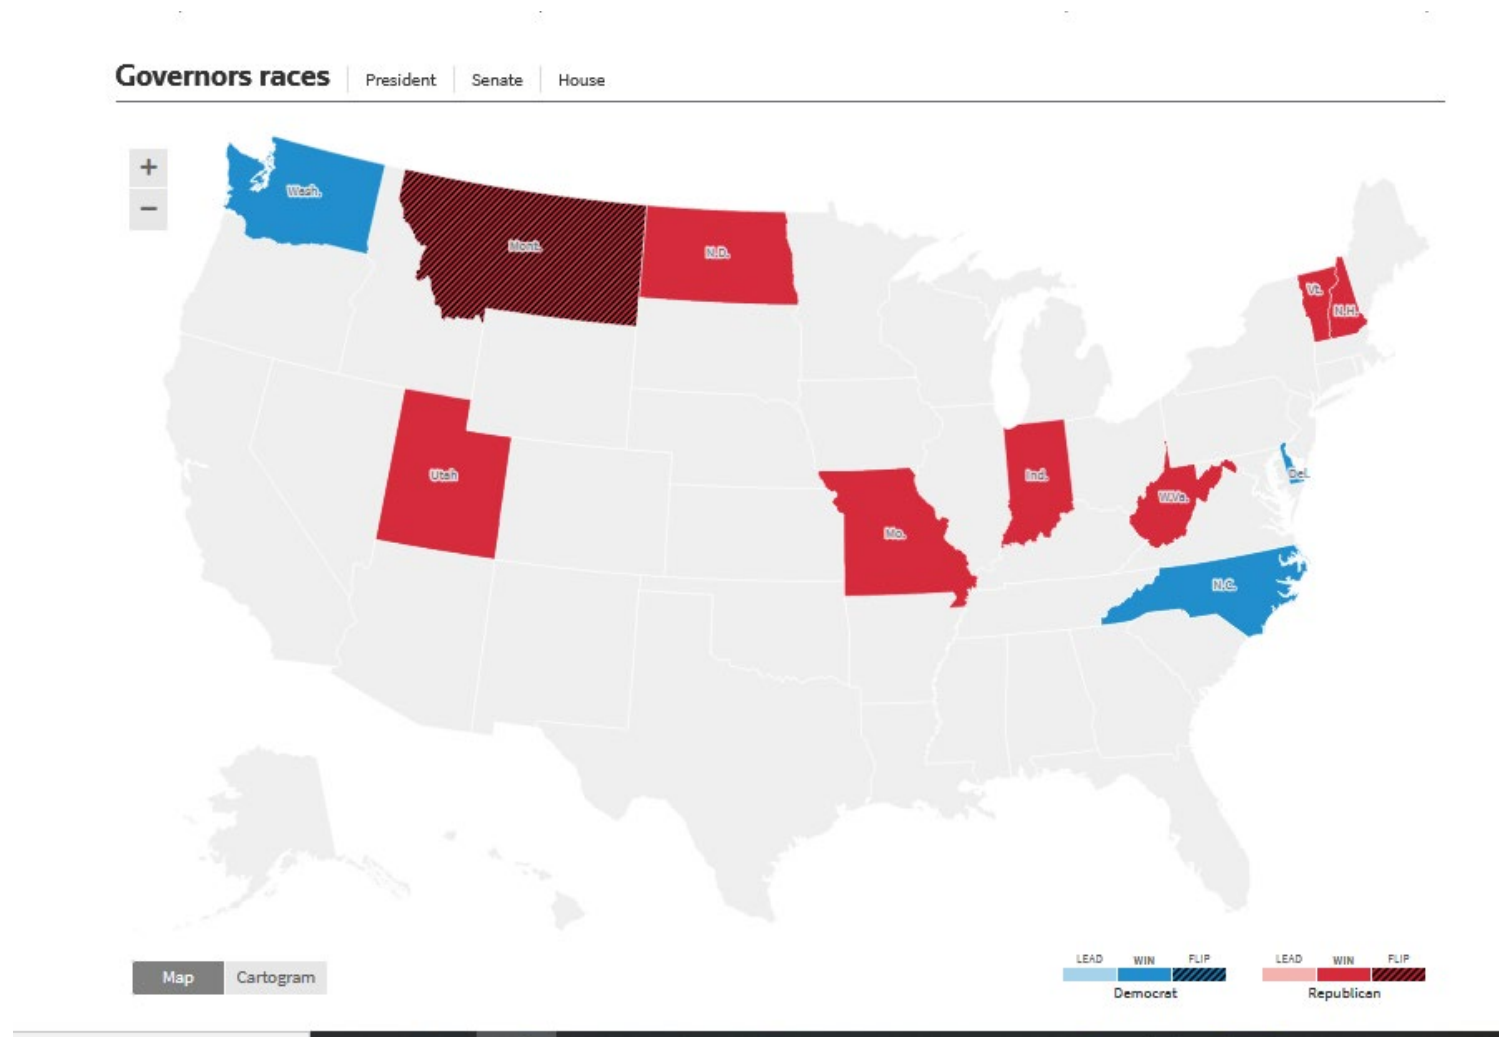 Governors races President Senate House
+
−
Wash.
Mont.
N.D.
Vt.
N.H.
Utah
Ind.
Del.
W.Va.
Mo.
N.C.
LEAD WIN FLIP LEAD WIN FLIP
Map Cartogram
Democrat Republican